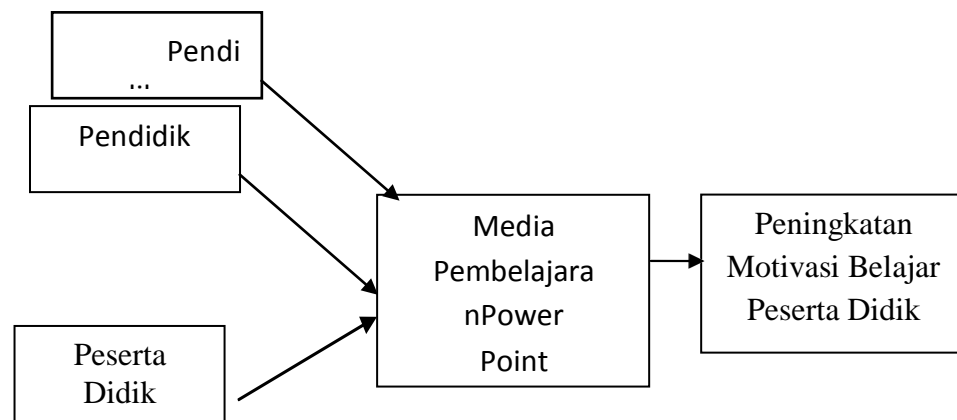 Pendi
...
Pendidik
Media
Pembelajara
nPower
Point
Peningkatan
Motivasi Belajar
Peserta Didik
Peserta
Didik